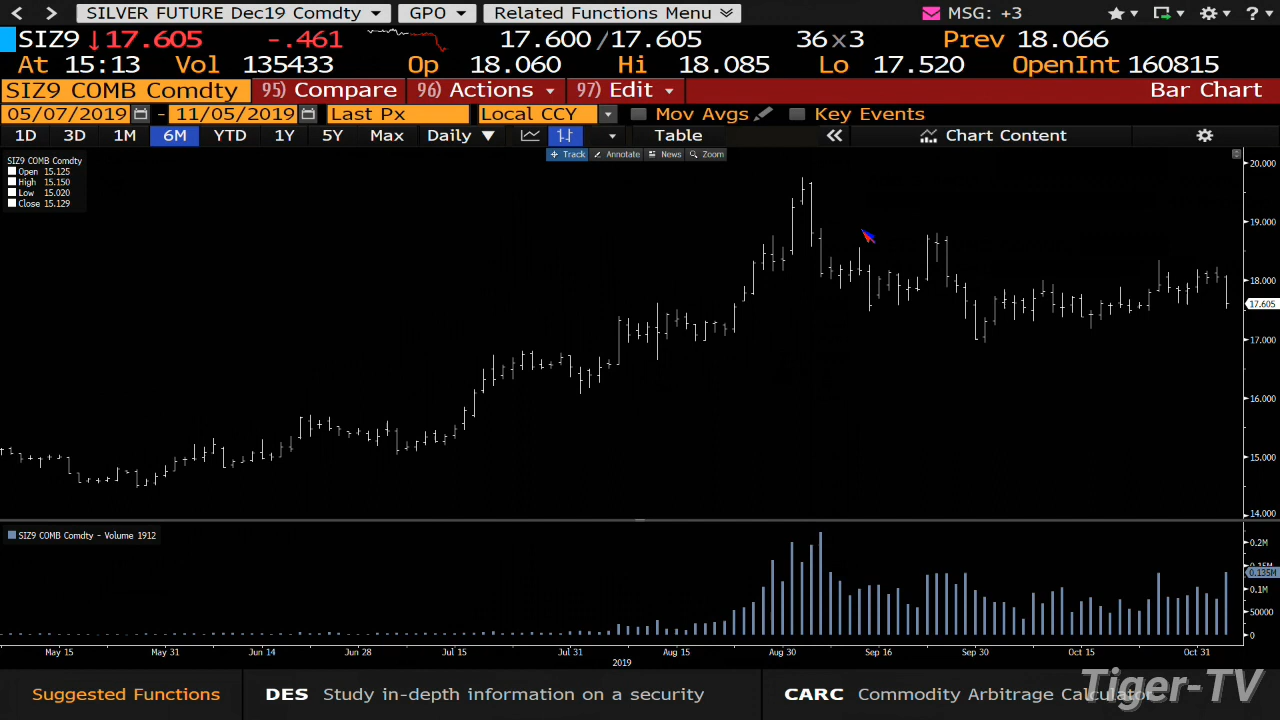 SILVER FUTURE Dec19 Comdty GPO Related Functions Menu MSG: +3 ?
SIZ9 ↓17.605 -.461 17.600/17.605 36x3 Prev 18.066
At 15:13 Vol 135433 Op 18.060 Hi 18.085 Lo 17.520 OpenInt 160815
SIZ9 COMB Comdty 95) Compare 96) Actions 97) Edit Bar Chart
05/07/2019 - 11/05/2019 Last Px Local CCY Mov Avgs Key Events
1D 3D 1M 6M YTD 1Y 5Y Max Daily ▼ Table « Chart Content
Track Annotate News Zoom
SIZ9 COMB Comdty
Open 15.125
High 15.150
Low 15.020
Close 15.129
20.000
19.000
18.000
17.605
17.000
16.000
15.000
14.000
SIZ9 COMB Comdty - Volume 1912
0.2M
0.15M
0.135M
0.1M
50000
0
May 15 May 31 Jun 14 Jun 28 Jul 15 Jul 31 Aug 15 Aug 30 Sep 16 Sep 30 Oct 15 Oct 31
2019
Suggested Functions DES Study in-depth information on a security CARC Commodity Arbitrage Calculator
Tiger-TV